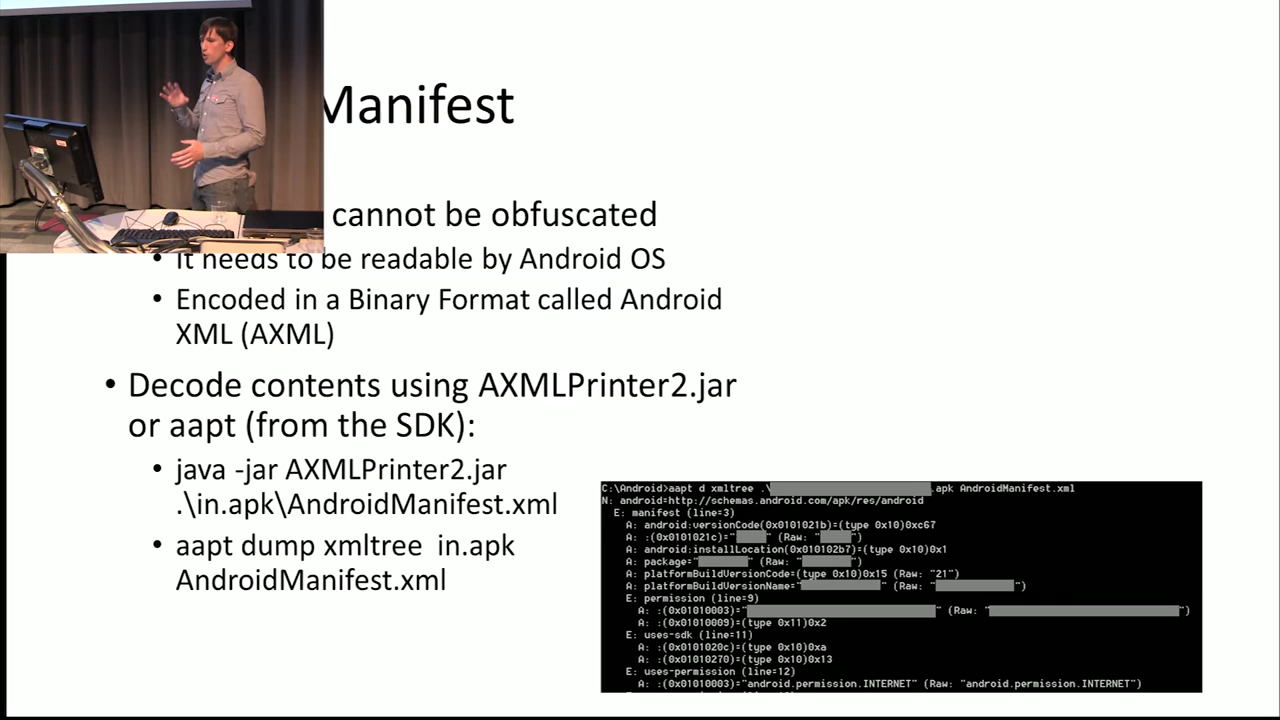 Manifest
cannot be obfuscated
• It needs to be readable by Android OS
• Encoded in a Binary Format called Android
XML (AXML)
• Decode contents using AXMLPrinter2.jar
or aapt (from the SDK):
• java -jar AXMLPrinter2.jar
.\in.apk\AndroidManifest.xml
• aapt dump xmltree in.apk
AndroidManifest.xml
C:\Android>aapt d xmltree .\ .apk AndroidManifest.xml
N: android=http://schemas.android.com/apk/res/android
E: manifest (line=3)
A: android:versionCode(0x0101021b)=(type 0x10)0xc67
A: :(0x0101021c)=" " (Raw: " ")
A: android:installLocation(0x010102b7)=(type 0x10)0x1
A: package=" " (Raw: " ")
A: platformBuildVersionCode=(type 0x10)0x15 (Raw: "21")
A: platformBuildVersionName=" " (Raw: " ")
E: permission (line=9)
A: :(0x01010003)=" " (Raw: " ")
A: :(0x01010009)=(type 0x11)0x2
E: uses-sdk (line=11)
A: :(0x0101020c)=(type 0x10)0xa
A: :(0x01010270)=(type 0x10)0x13
E: uses-permission (line=12)
A: :(0x01010003)="android.permission.INTERNET" (Raw: "android.permission.INTERNET")